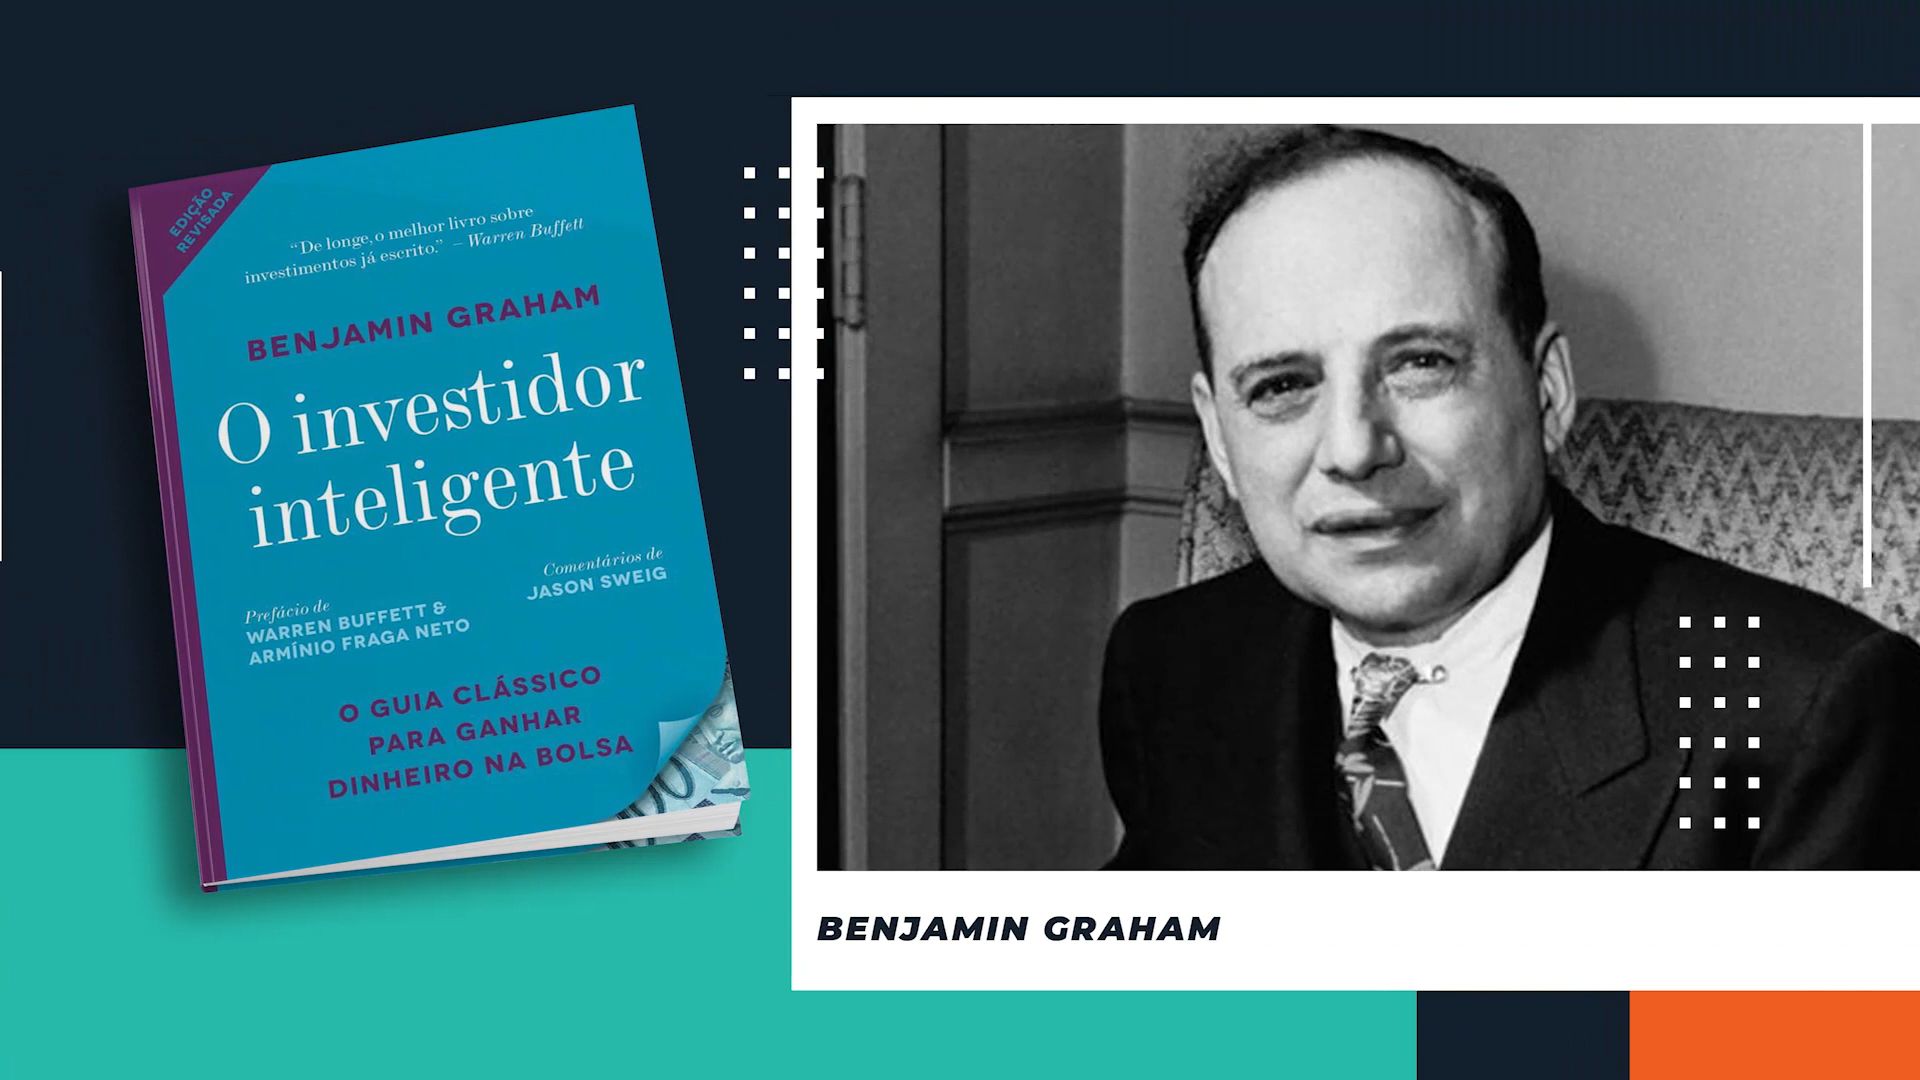 EDIÇÃO
REVISADA
“De longe, o melhor livro sobre
investimentos já escrito.” – Warren Buffett
BENJAMIN GRAHAM
O investidor
inteligente
Comentários de
JASON SWEIG
Prefácio de
WARREN BUFFETT &
ARMÍNIO FRAGA NETO
O GUIA CLÁSSICO
PARA GANHAR
DINHEIRO NA BOLSA
BENJAMIN GRAHAM